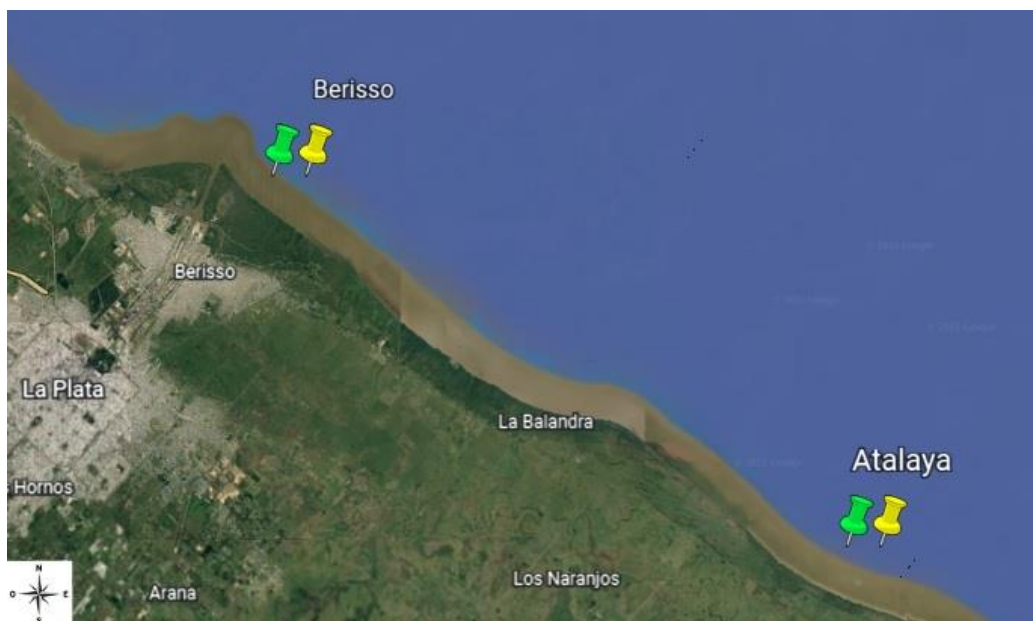 Berisso
Berisso
La Plata
La Balandra
Atalaya
Hornos
Los Naranjos
Arana
N
O
E
S